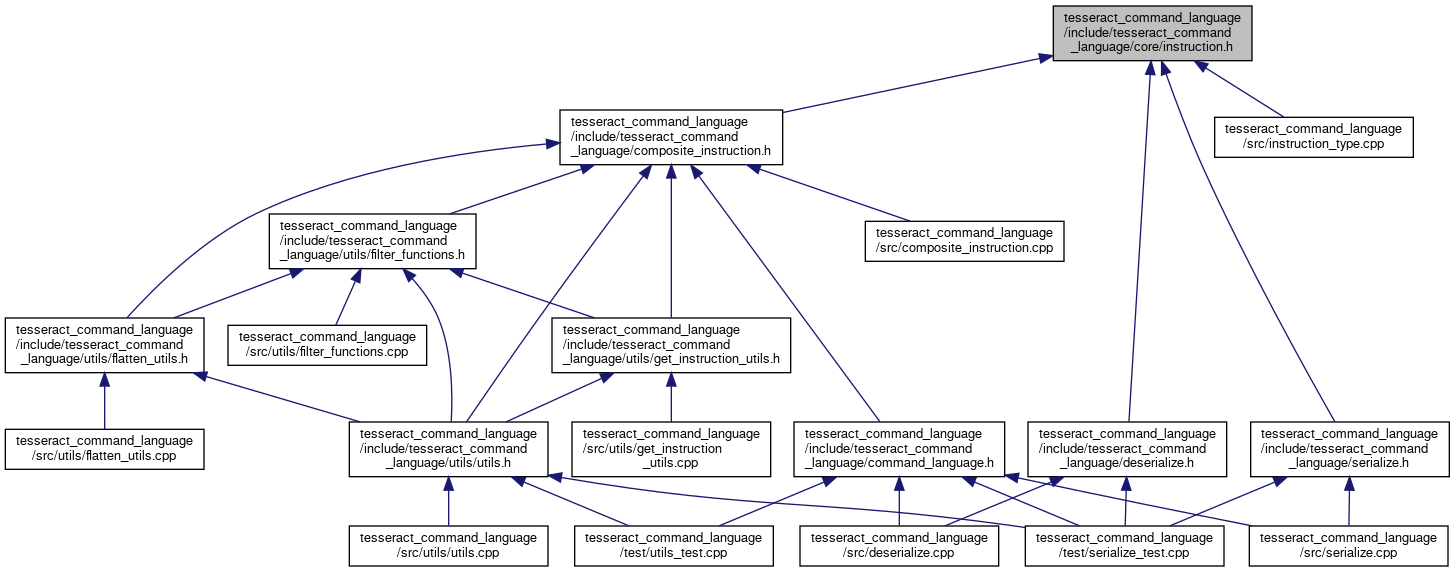 tesseract_command_language
/include/tesseract_command
_language/core/instruction.h
tesseract_command_language
/include/tesseract_command
_language/composite_instruction.h
tesseract_command_language
/src/instruction_type.cpp
tesseract_command_language
/include/tesseract_command
_language/utils/filter_functions.h
tesseract_command_language
/src/composite_instruction.cpp
tesseract_command_language
/include/tesseract_command
_language/utils/flatten_utils.h
tesseract_command_language
/src/utils/filter_functions.cpp
tesseract_command_language
/include/tesseract_command
_language/utils/get_instruction_utils.h
tesseract_command_language
/src/utils/flatten_utils.cpp
tesseract_command_language
/include/tesseract_command
_language/utils/utils.h
tesseract_command_language
/src/utils/get_instruction
_utils.cpp
tesseract_command_language
/include/tesseract_command
_language/command_language.h
tesseract_command_language
/include/tesseract_command
_language/deserialize.h
tesseract_command_language
/include/tesseract_command
_language/serialize.h
tesseract_command_language
/src/utils/utils.cpp
tesseract_command_language
/test/utils_test.cpp
tesseract_command_language
/src/deserialize.cpp
tesseract_command_language
/test/serialize_test.cpp
tesseract_command_language
/src/serialize.cpp